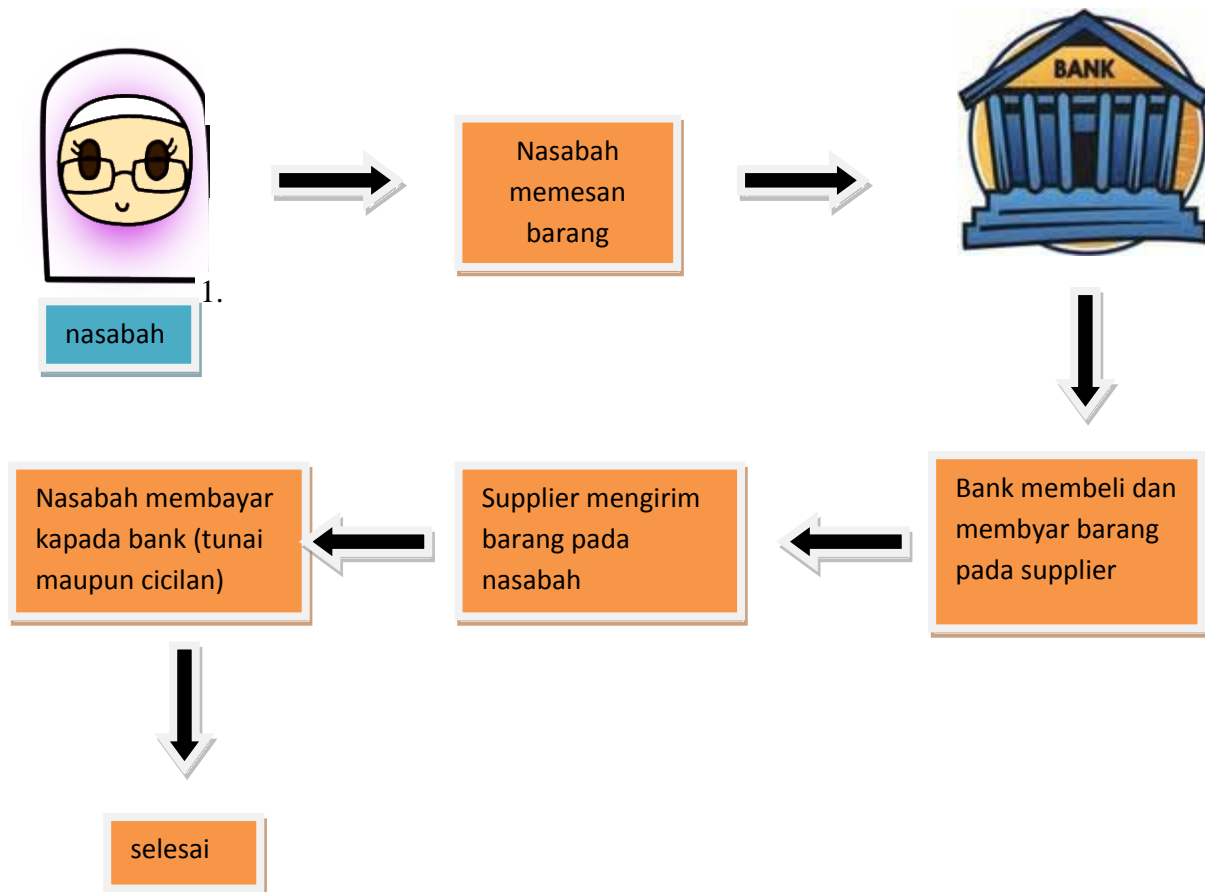 BANK
Nasabah
memesan
barang
1.
nasabah
Bank membeli dan
membyar barang
pada supplier
Supplier mengirim
barang pada
nasabah
Nasabah membayar
kapada bank (tunai
maupun cicilan)
selesai